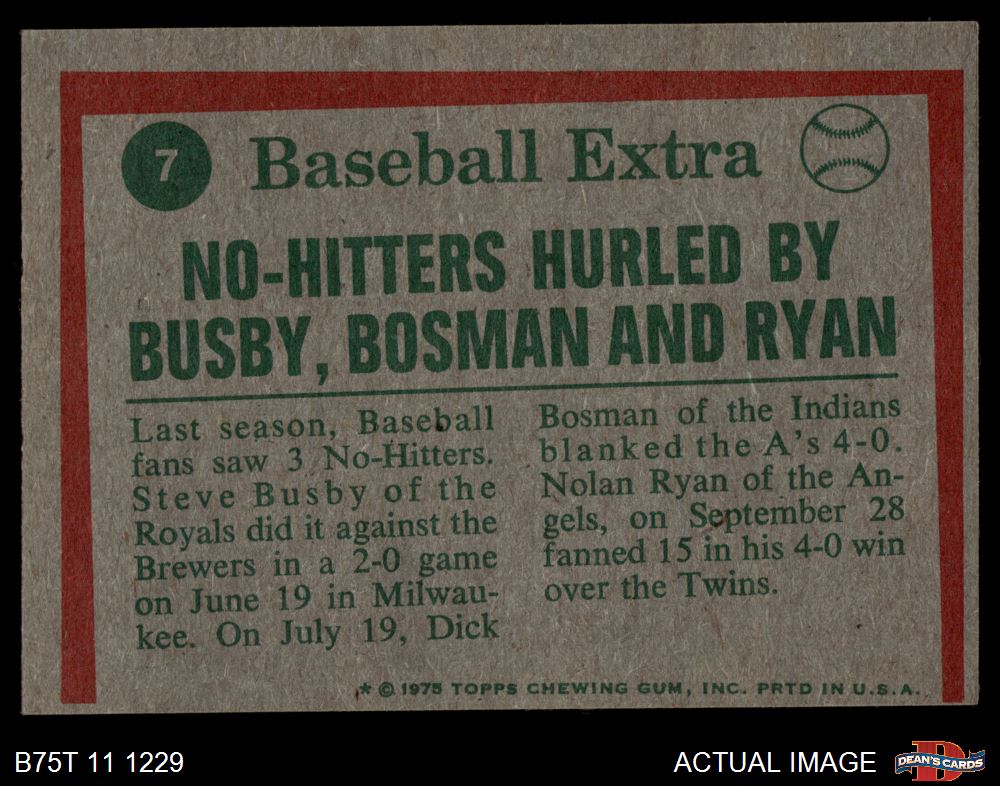 7
Baseball Extra
NO-HITTERS HURLED BY
BUSBY, BOSMAN AND RYAN
Last season, Baseball
fans saw 3 No-Hitters.
Steve Busby of the
Royals did it against the
Brewers in a 2-0 game
on June 19 in Milwau-
kee. On July 19, Dick
Bosman of the Indians
blanked the A's 4-0.
Nolan Ryan of the An-
gels, on September 28
fanned 15 in his 4-0 win
over the Twins.
* © 1975 TOPPS CHEWING GUM, INC. PRTD IN U.S.A.
B75T 11 1229
ACTUAL IMAGE
D
DEAN'S CARDS